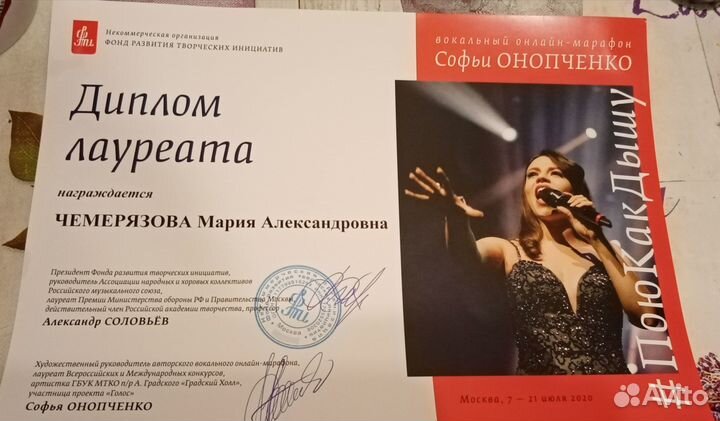 Некоммерческая организация
ФОНД РАЗВИТИЯ ТВОРЧЕСКИХ ИНИЦИАТИВ
вокальный онлайн-марафон
Софьи ОНОПЧЕНКО
Диплом
лауреата
награждается
ЧЕМЕРЯЗОВА Мария Александровна
Президент Фонда развития творческих инициатив,
руководитель Ассоциации народных и хоровых коллективов
Российского музыкального союза,
лауреат Премии Министерства обороны РФ и Правительства Москвы
действительный член Российской академии творчества, профессор
Александр СОЛОВЬЁВ
Художественный руководитель авторского вокального онлайн-марафона,
лауреат Всероссийских и Международных конкурсов,
артистка ГБУК МТКО п/р А. Градского «Градский Холл»,
участница проекта «Голос»
Софья ОНОПЧЕНКО
#ПоюКакДышу
Москва, 7 — 21 июля 2020
Avito